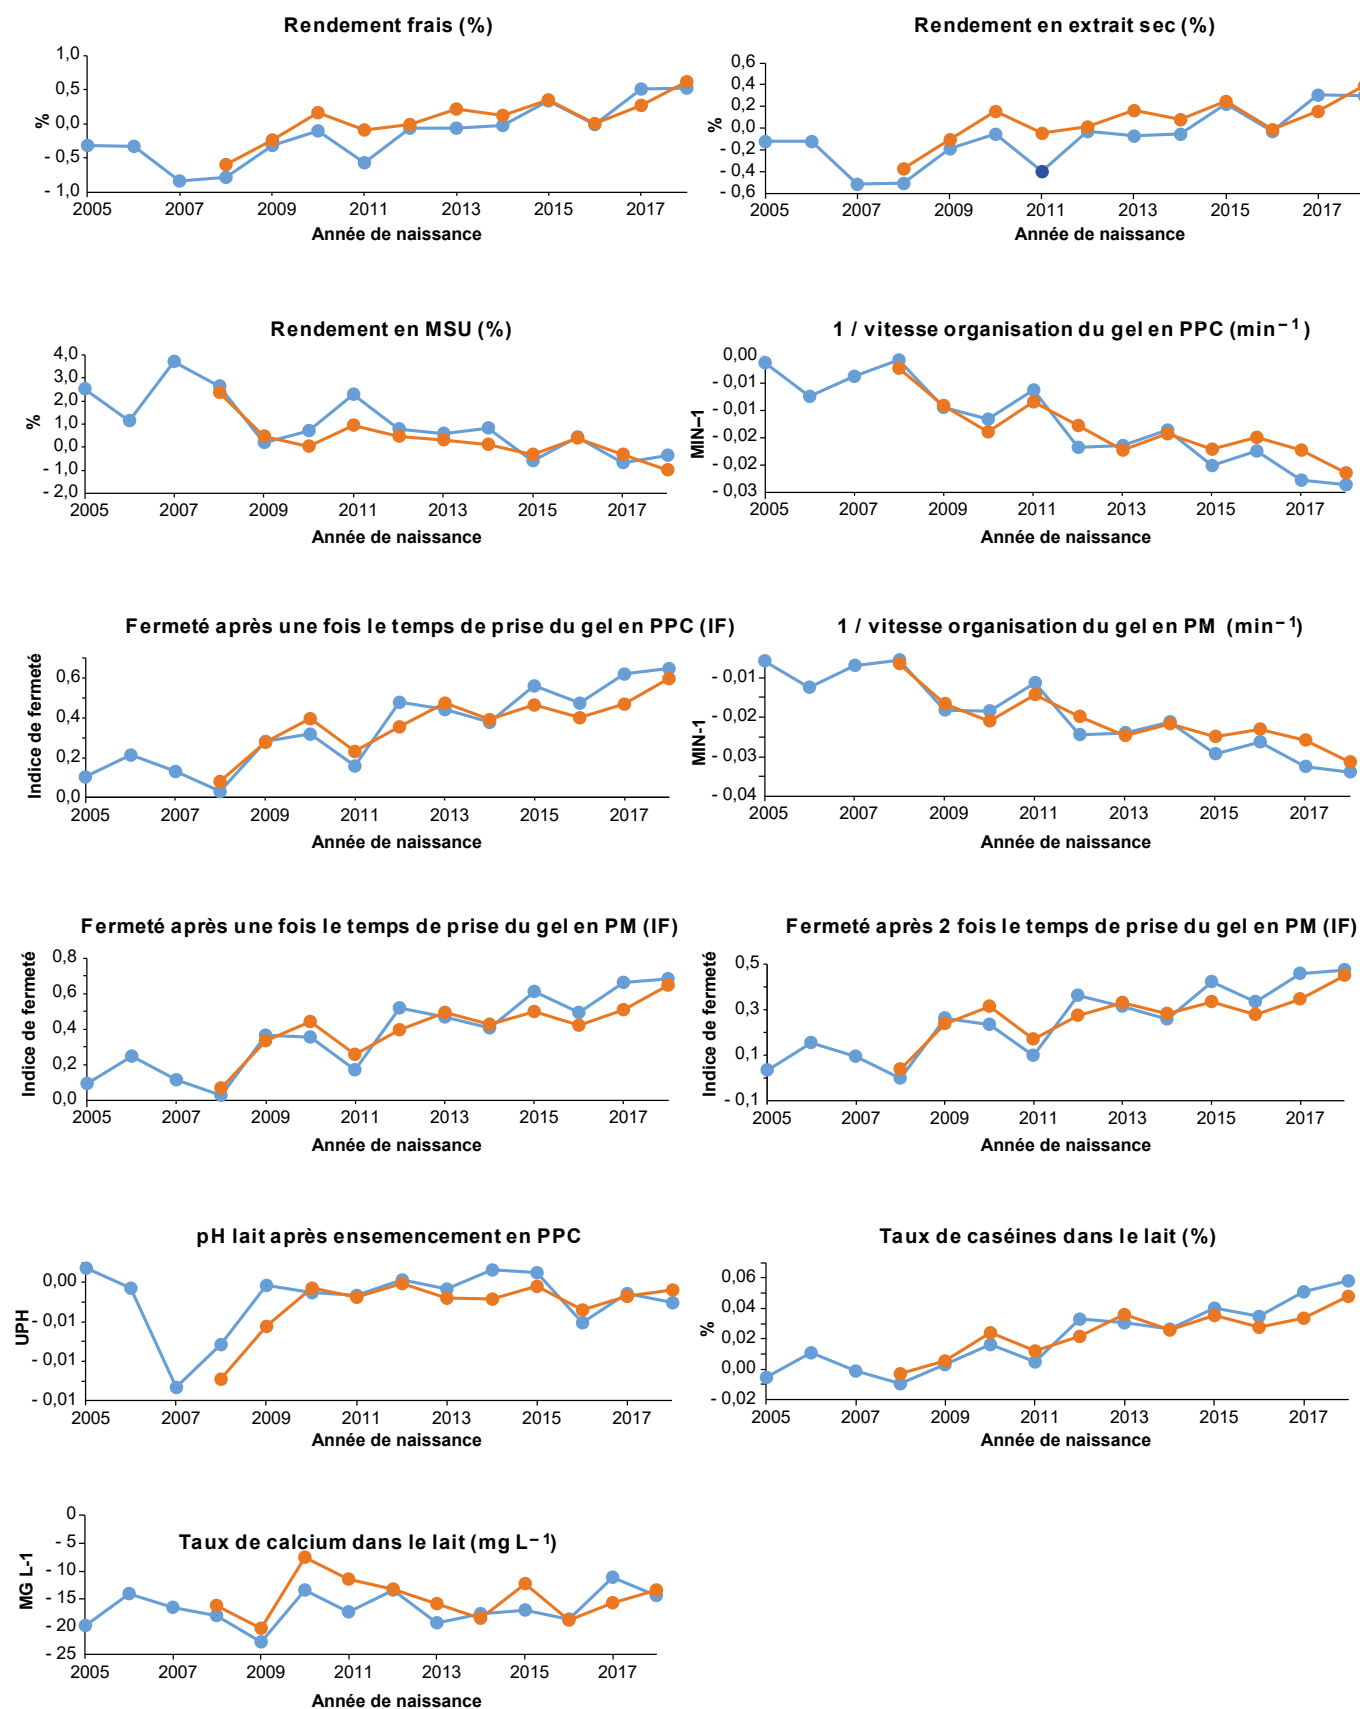 Rendement frais (%)
%
1,0
0,5
0,0
- 0,5
- 1,0
2005 2007 2009 2011 2013 2015 2017
Année de naissance
Rendement en extrait sec (%)
%
0,6
0,4
0,2
0,0
- 0,2
- 0,4
- 0,6
2005 2007 2009 2011 2013 2015 2017
Année de naissance
Rendement en MSU (%)
%
4,0
3,0
2,0
1,0
0,0
- 1,0
- 2,0
2005 2007 2009 2011 2013 2015 2017
Année de naissance
1 / vitesse organisation du gel en PPC (min⁻¹)
MIN–1
0,00
- 0,01
- 0,01
- 0,02
- 0,02
- 0,03
2005 2007 2009 2011 2013 2015 2017
Année de naissance
Fermeté après une fois le temps de prise du gel en PPC (IF)
Indice de fermeté
0,6
0,4
0,2
0,0
2005 2007 2009 2011 2013 2015 2017
Année de naissance
1 / vitesse organisation du gel en PM (min⁻¹)
MIN-1
- 0,01
- 0,02
- 0,03
- 0,04
2005 2007 2009 2011 2013 2015 2017
Année de naissance
Fermeté après une fois le temps de prise du gel en PM (IF)
Indice de fermeté
0,8
0,6
0,4
0,2
0,0
2005 2007 2009 2011 2013 2015 2017
Année de naissance
Fermeté après 2 fois le temps de prise du gel en PM (IF)
Indice de fermeté
0,5
0,3
0,1
- 0,1
2005 2007 2009 2011 2013 2015 2017
Année de naissance
pH lait après ensemencement en PPC
UPH
0,00
- 0,01
- 0,01
- 0,01
2005 2007 2009 2011 2013 2015 2017
Année de naissance
Taux de caséines dans le lait (%)
%
0,06
0,04
0,02
0,00
- 0,02
2005 2007 2009 2011 2013 2015 2017
Année de naissance
Taux de calcium dans le lait (mg L⁻¹)
MG L-1
0
- 5
- 10
- 15
- 20
- 25
2005 2007 2009 2011 2013 2015 2017
Année de naissance